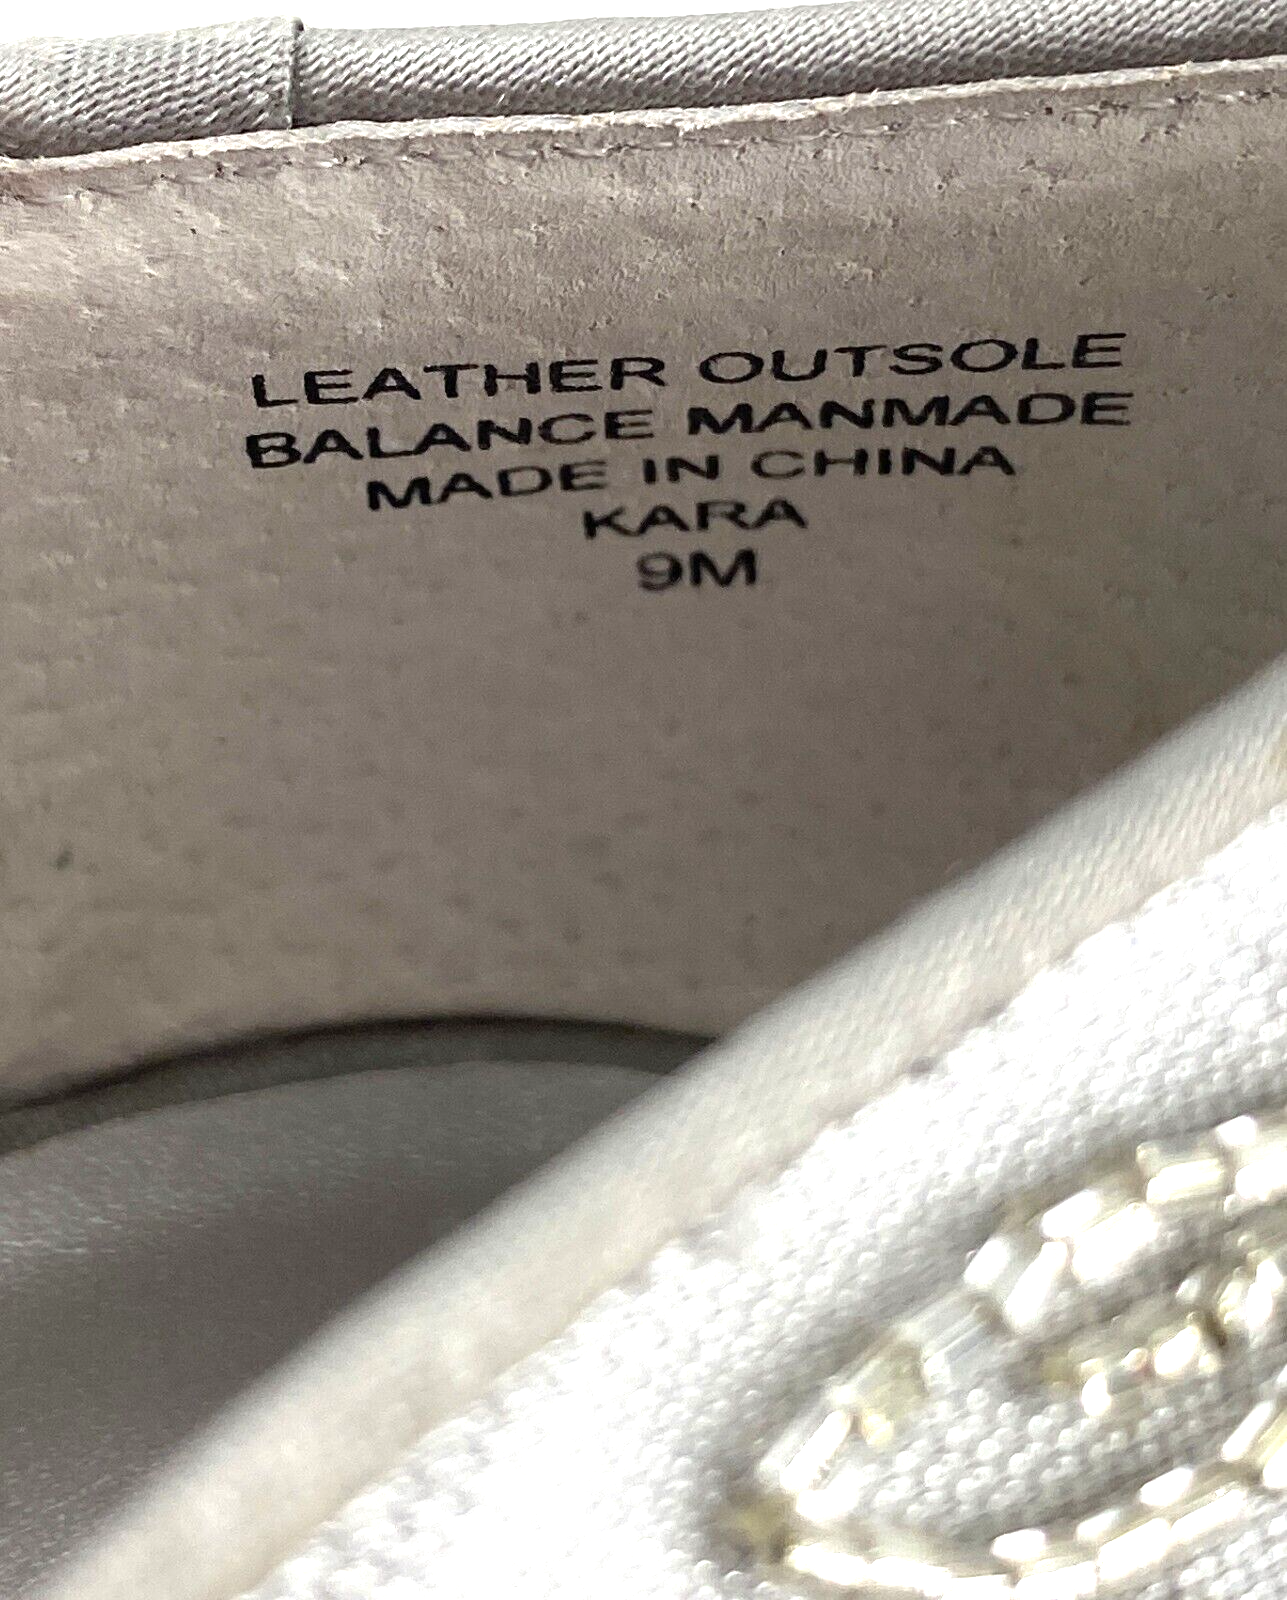 LEATHER OUTSOLE
BALANCE MANMADE
MADE IN CHINA
KARA
9M